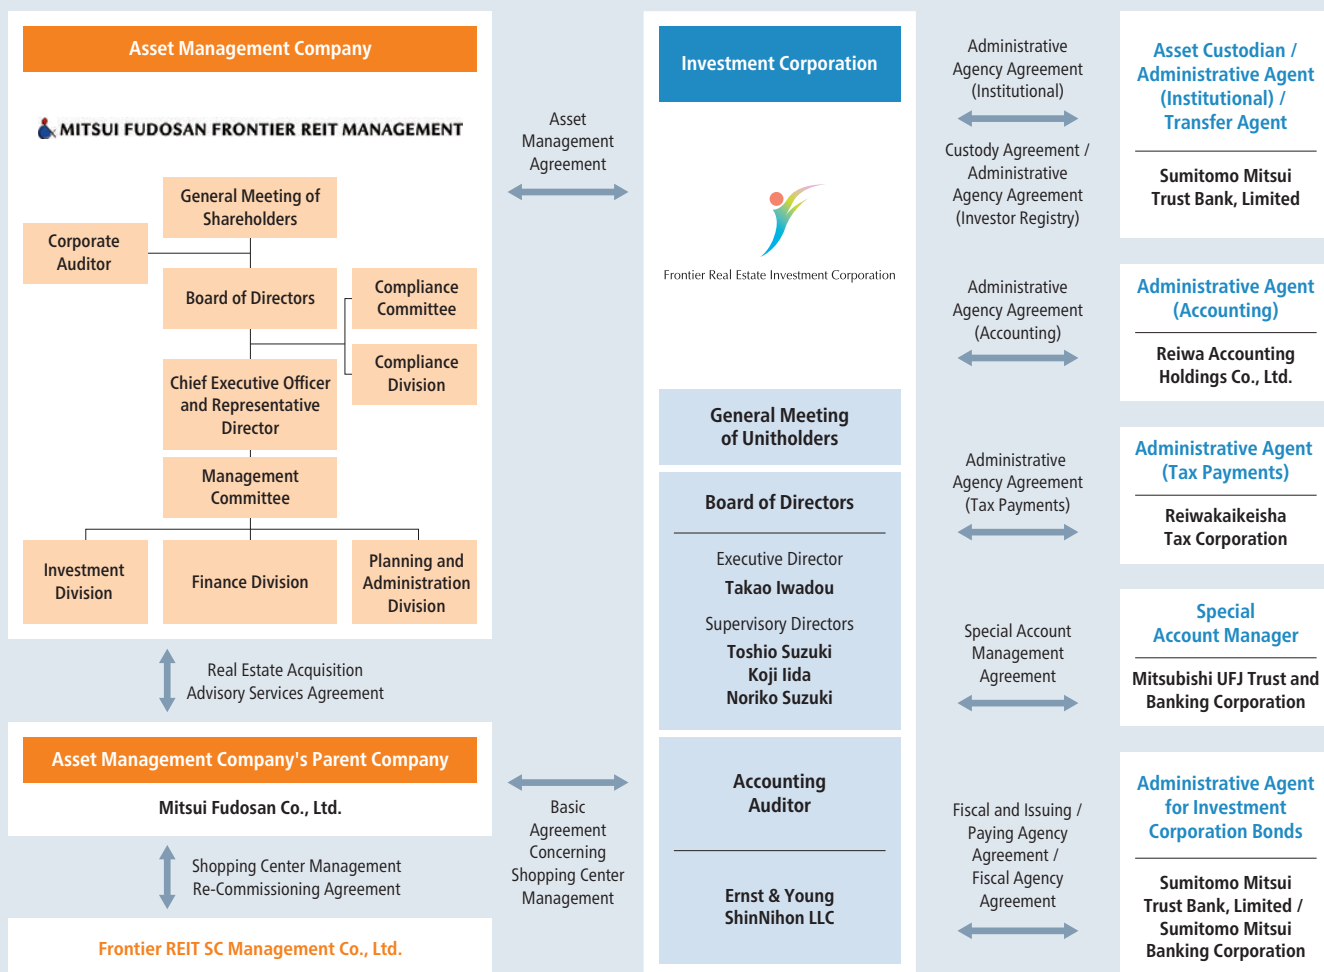 Asset Management Company
MITSUI FUDOSAN FRONTIER REIT MANAGEMENT
General Meeting of
Shareholders
Corporate
Auditor
Board of Directors
Compliance
Committee
Compliance
Division
Chief Executive Officer
and Representative
Director
Management
Committee
Investment
Division
Finance Division
Planning and
Administration
Division
Real Estate Acquisition
Advisory Services Agreement
Asset Management Company's Parent Company
Mitsui Fudosan Co., Ltd.
Shopping Center Management
Re-Commissioning Agreement
Frontier REIT SC Management Co., Ltd.
Asset
Management
Agreement
Basic
Agreement
Concerning
Shopping Center
Management
Investment Corporation
Frontier Real Estate Investment Corporation
General Meeting
of Unitholders
Board of Directors
Executive Director
Takao Iwadou
Supervisory Directors
Toshio Suzuki
Koji Iida
Noriko Suzuki
Accounting
Auditor
Ernst & Young
ShinNihon LLC
Administrative
Agency Agreement
(Institutional)
Custody Agreement /
Administrative
Agency Agreement
(Investor Registry)
Asset Custodian /
Administrative Agent
(Institutional) /
Transfer Agent
Sumitomo Mitsui
Trust Bank, Limited
Administrative
Agency Agreement
(Accounting)
Administrative Agent
(Accounting)
Reiwa Accounting
Holdings Co., Ltd.
Administrative
Agency Agreement
(Tax Payments)
Administrative Agent
(Tax Payments)
Reiwakaikeisha
Tax Corporation
Special Account
Management
Agreement
Special
Account Manager
Mitsubishi UFJ Trust and
Banking Corporation
Fiscal and Issuing /
Paying Agency
Agreement /
Fiscal Agency
Agreement
Administrative Agent
for Investment
Corporation Bonds
Sumitomo Mitsui
Trust Bank, Limited /
Sumitomo Mitsui
Banking Corporation